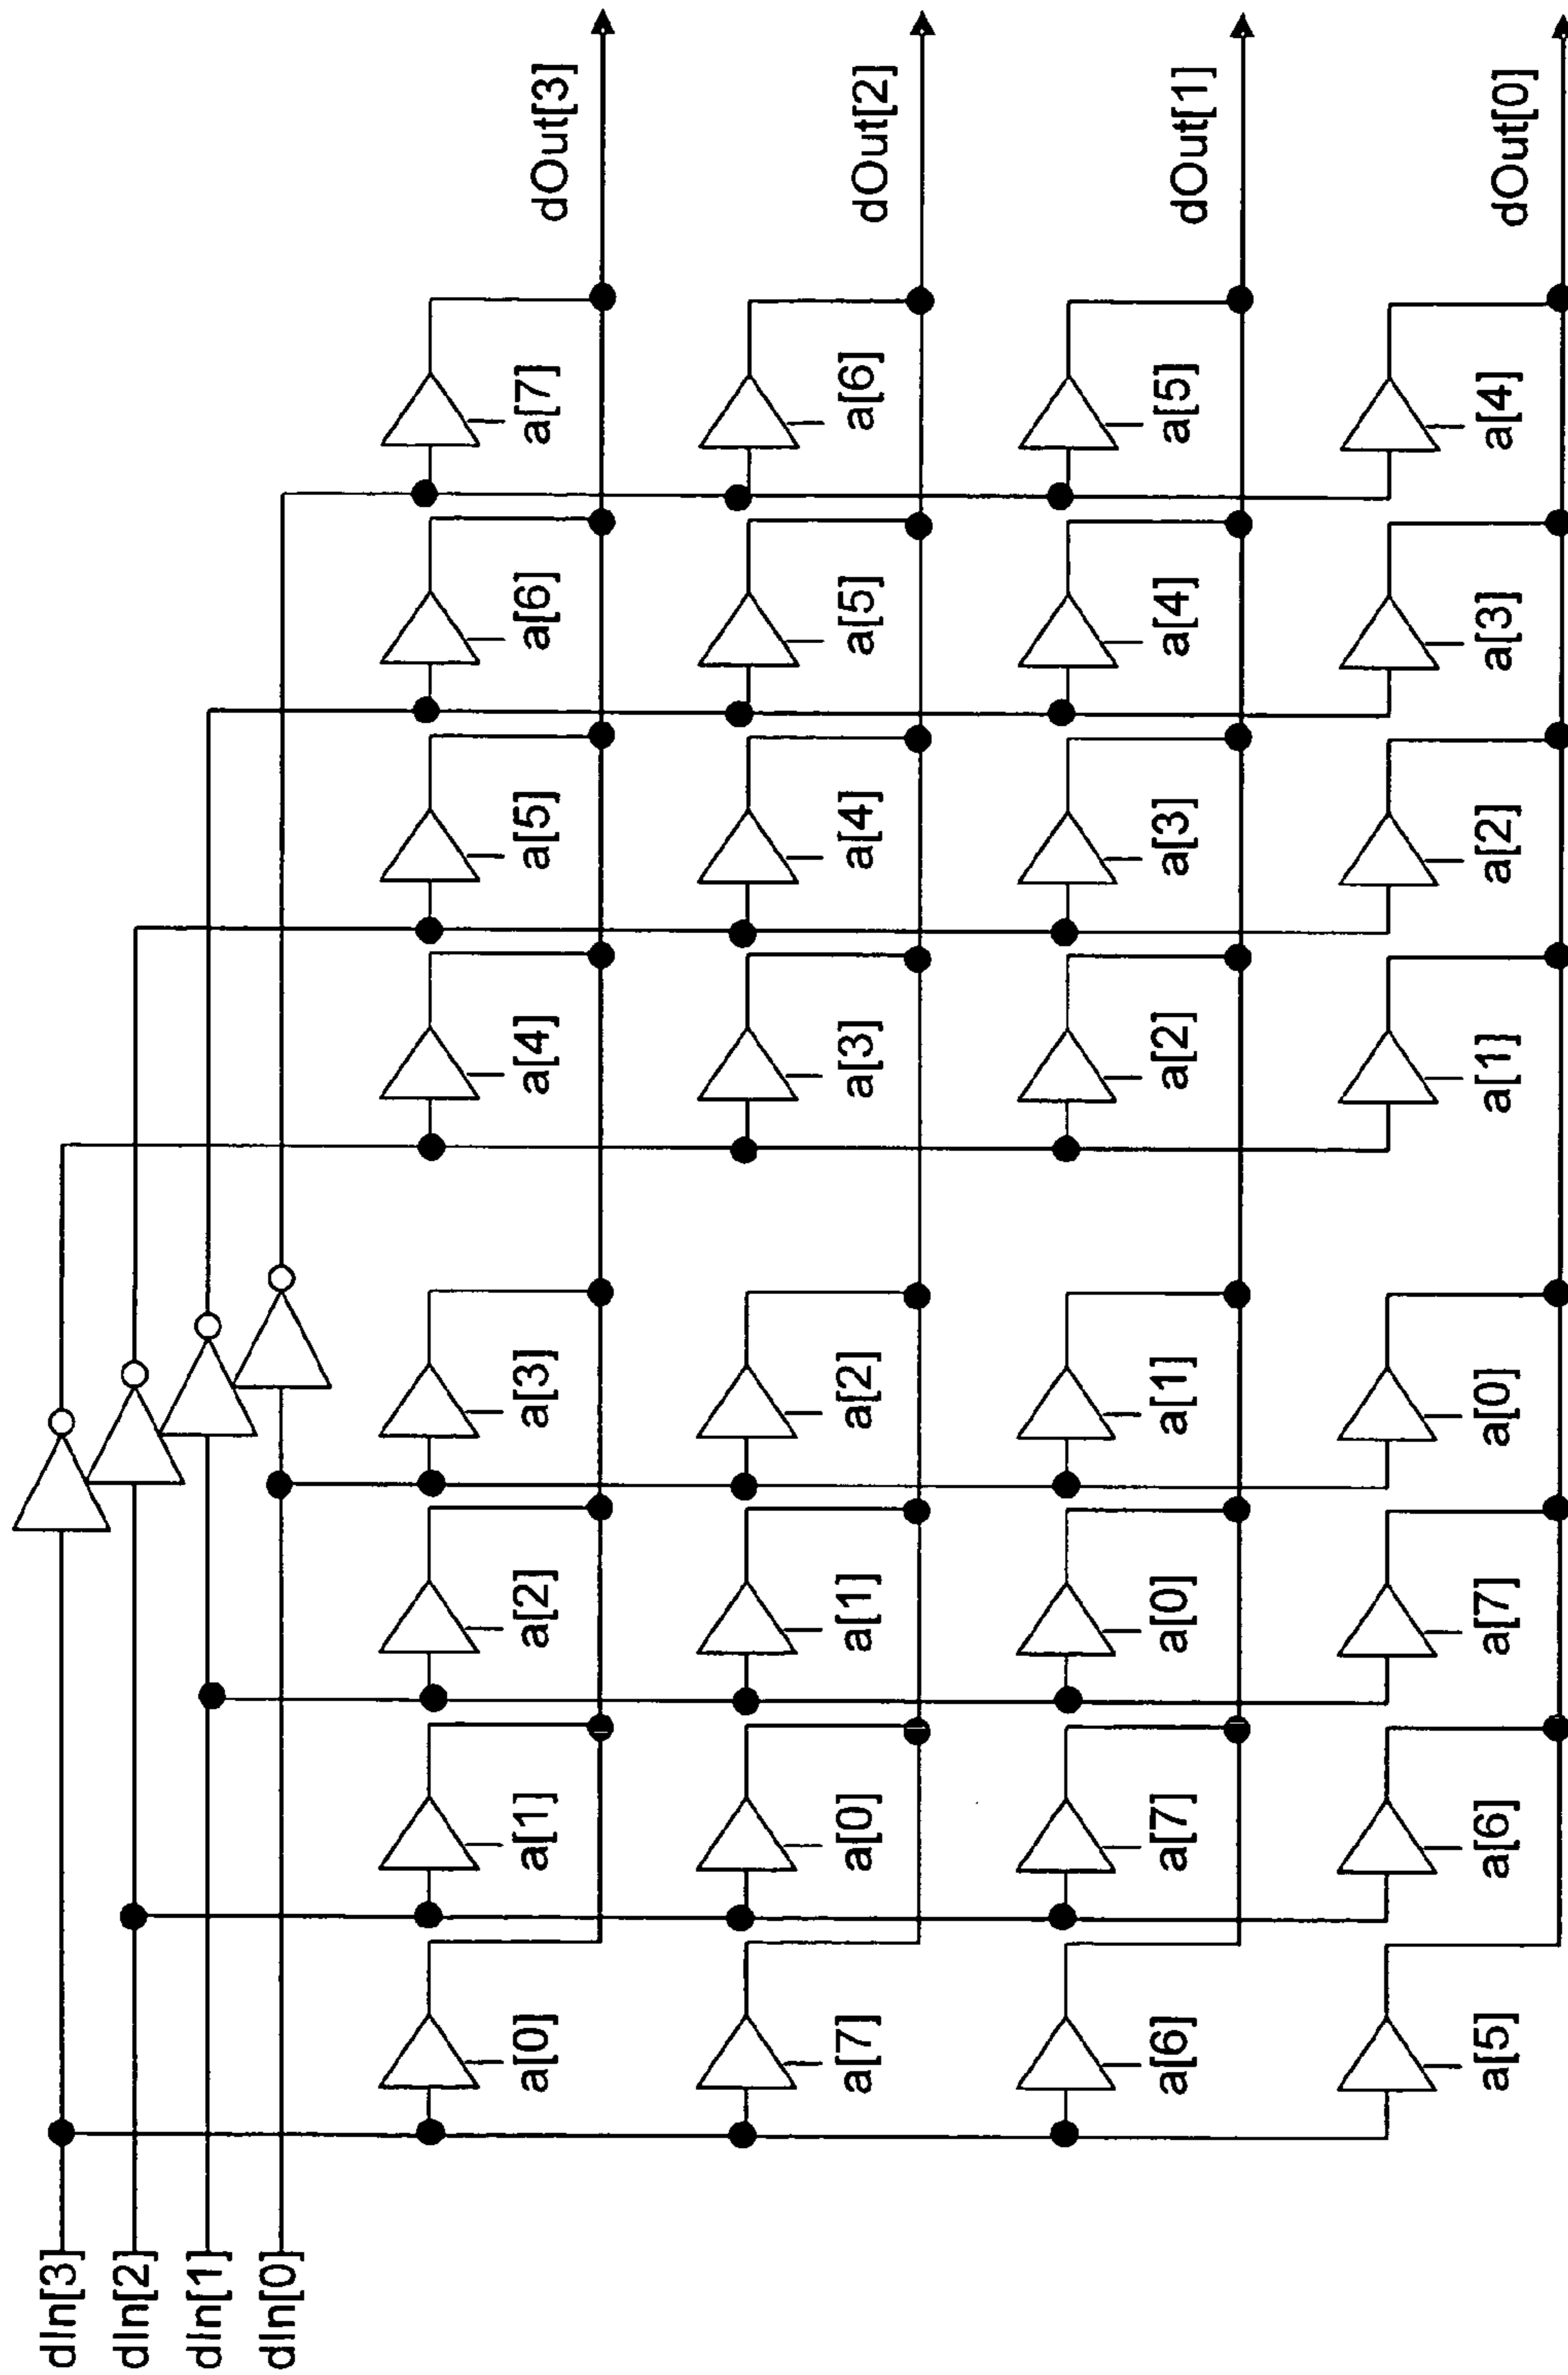 dIn[3]
dIn[2]
dIn[1]
dIn[0]
a[0] a[1] a[2] a[3] a[4] a[5] a[6] a[7] dOut[3]
a[7] a[0] a[1] a[2] a[3] a[4] a[5] a[6] dOut[2]
a[6] a[7] a[0] a[1] a[2] a[3] a[4] a[5] dOut[1]
a[5] a[6] a[7] a[0] a[1] a[2] a[3] a[4] dOut[0]